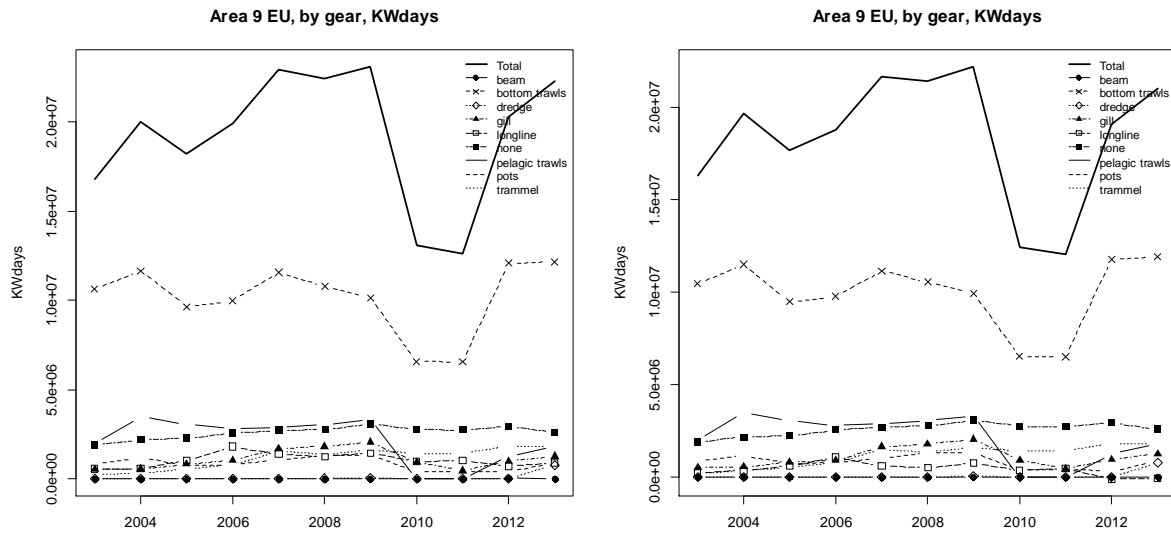 Area 9 EU, by gear, KWdays
KWdays
2.0e+07
1.5e+07
1.0e+07
5.0e+06
0.0e+00
Total
beam
bottom trawls
dredge
gill
longline
none
pelagic trawls
pots
trammel
2004 2006 2008 2010 2012
Area 9 EU, by gear, KWdays
KWdays
2.0e+07
1.5e+07
1.0e+07
5.0e+06
0.0e+00
Total
beam
bottom trawls
dredge
gill
longline
none
pelagic trawls
pots
trammel
2004 2006 2008 2010 2012